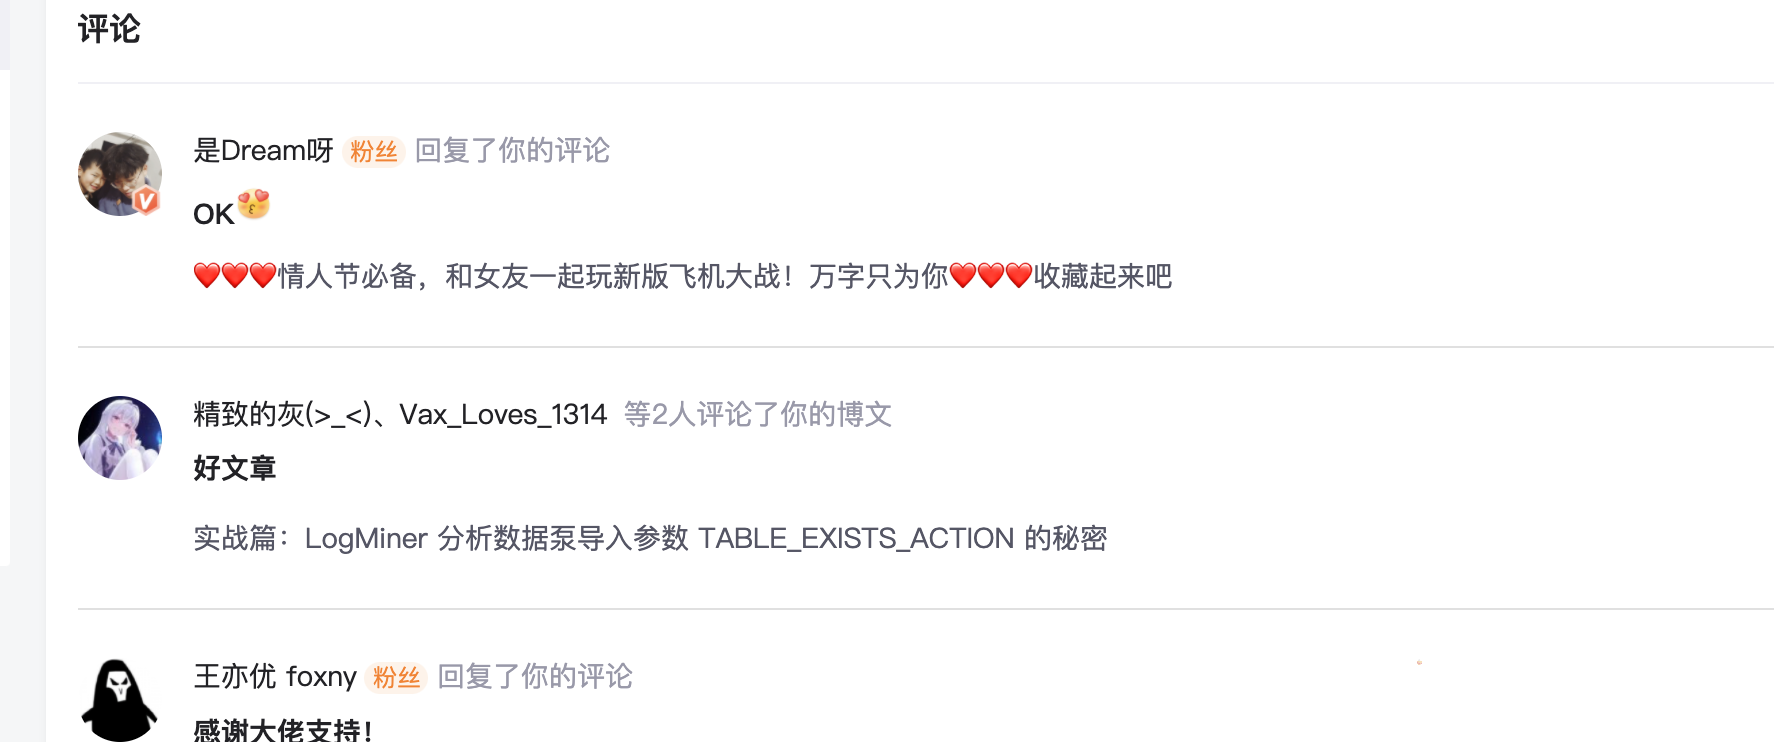 评论
是Dream呀 粉丝 回复了你的评论
OK😍
❤️❤️❤️情人节必备，和女友一起玩新版飞机大战！万字只为你❤️❤️❤️收藏起来吧
精致的灰(>_<)、Vax_Loves_1314 等2人评论了你的博文
好文章
实战篇：LogMiner 分析数据泵导入参数 TABLE_EXISTS_ACTION 的秘密
王亦优 foxny 粉丝 回复了你的评论
感谢大佬支持！